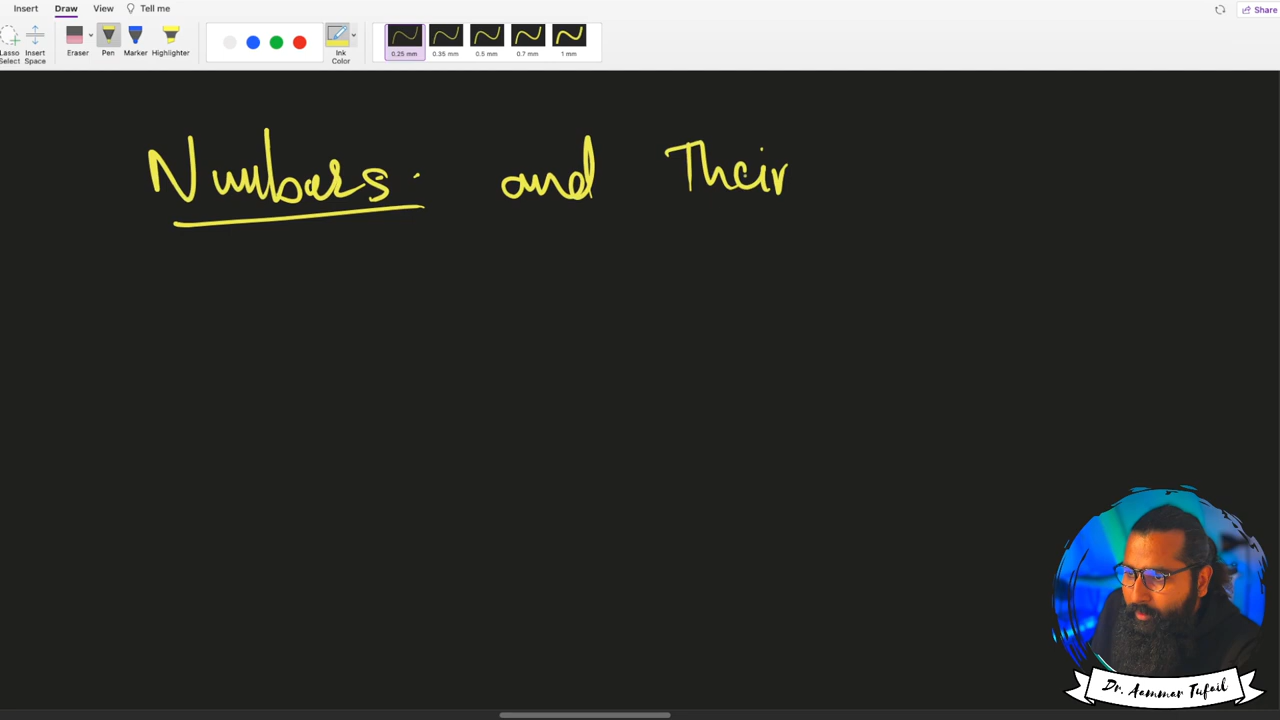 Insert Draw View Tell me Share
Lasso Select Insert Space Eraser Pen Marker Highlighter Ink Color 0.25 mm 0.35 mm 0.5 mm 0.7 mm 1 mm
Numbers. and Their
Dr. Aammar Tufail